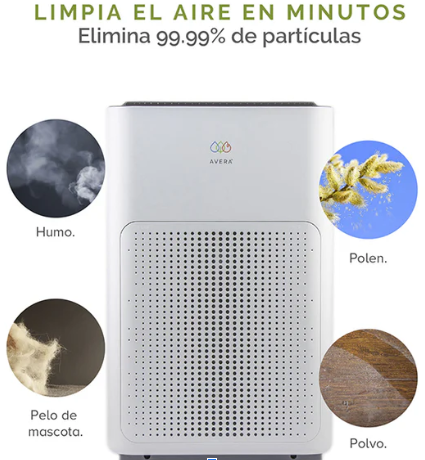 LIMPIA EL AIRE EN MINUTOS
Elimina 99.99% de partículas
AVERA
Humo.
Polen.
Pelo de
mascota.
Polvo.